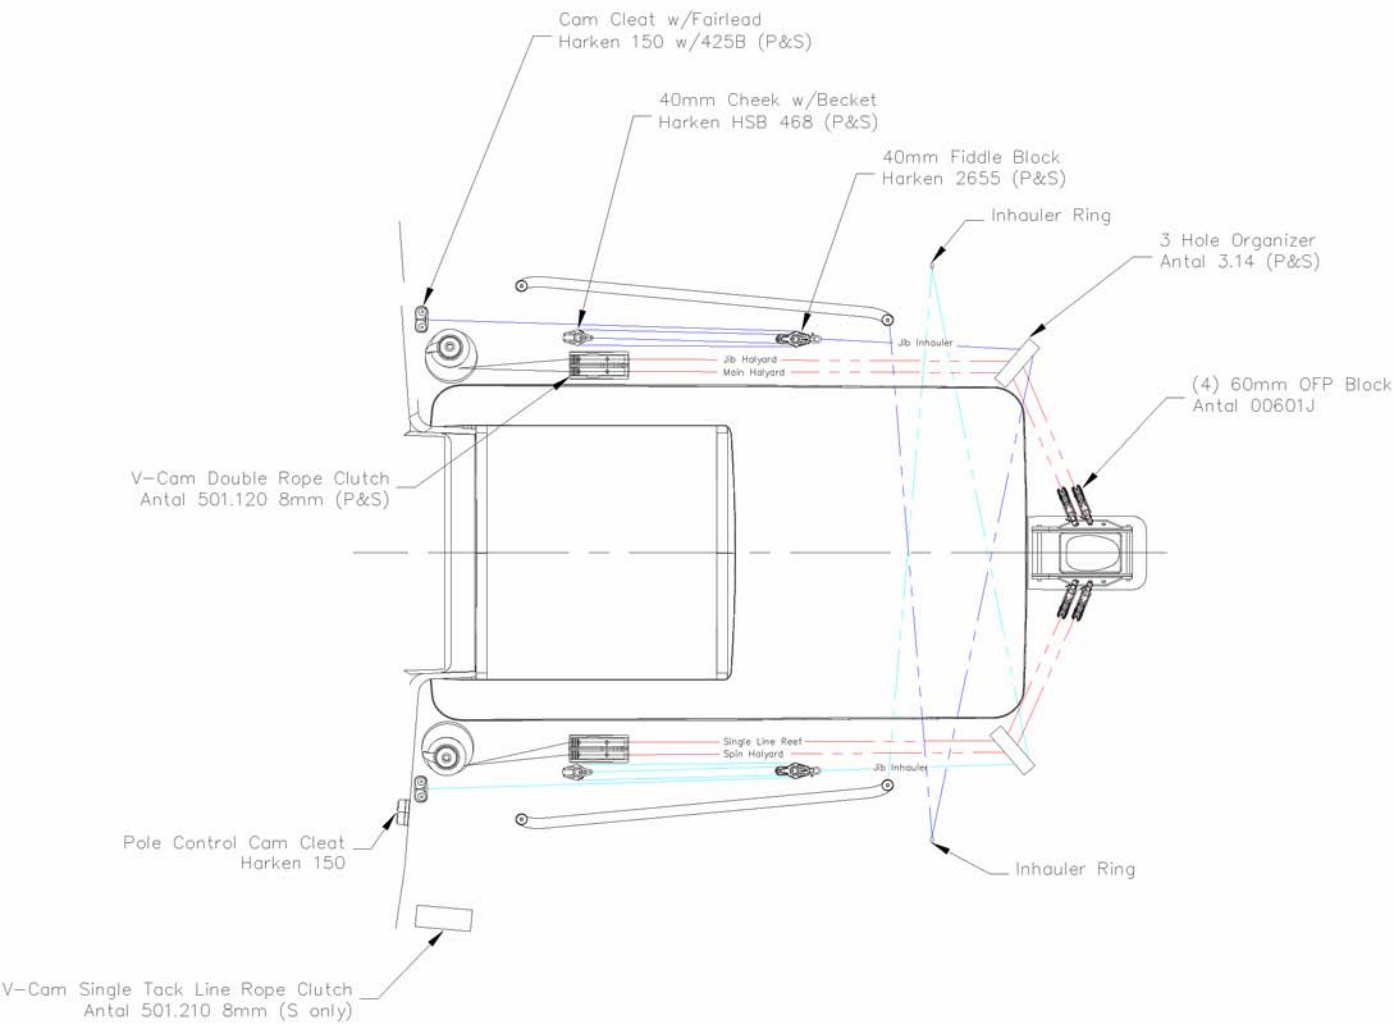 Cam Cleat w/Fairlead
Harken 150 w/425B (P&S)
40mm Cheek w/Becket
Harken HSB 468 (P&S)
40mm Fiddle Block
Harken 2655 (P&S)
Inhauler Ring
3 Hole Organizer
Antal 3.14 (P&S)
Jib Inhauler
Jib Halyard
Main Halyard
(4) 60mm OFP Block
Antal 00601J
V-Cam Double Rope Clutch
Antal 501.120 8mm (P&S)
Single Line Reef
Spin Halyard
Jib Inhauler
Pole Control Cam Cleat
Harken 150
Inhauler Ring
V-Cam Single Tack Line Rope Clutch
Antal 501.210 8mm (S only)